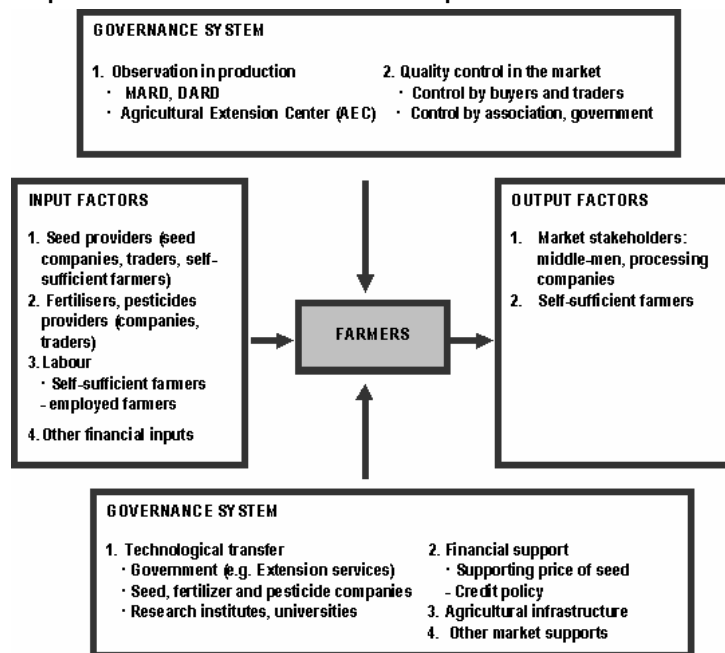 GOVERNANCE SYSTEM
1. Observation in production
· MARD, DARD
· Agricultural Extension Center (AEC)
2. Quality control in the market
· Control by buyers and traders
· Control by association, government
INPUT FACTORS
1. Seed providers (seed
companies, traders, self-
sufficient farmers)
2. Fertilisers, pesticides
providers (companies,
traders)
3. Labour
· Self-sufficient farmers
- employed farmers
4. Other financial inputs
FARMERS
OUTPUT FACTORS
1. Market stakeholders:
middle-men, processing
companies
2. Self-sufficient farmers
GOVERNANCE SYSTEM
1. Technological transfer
· Government (e.g. Extension services)
· Seed, fertilizer and pesticide companies
· Research institutes, universities
2. Financial support
· Supporting price of seed
- Credit policy
3. Agricultural infrastructure
4. Other market supports